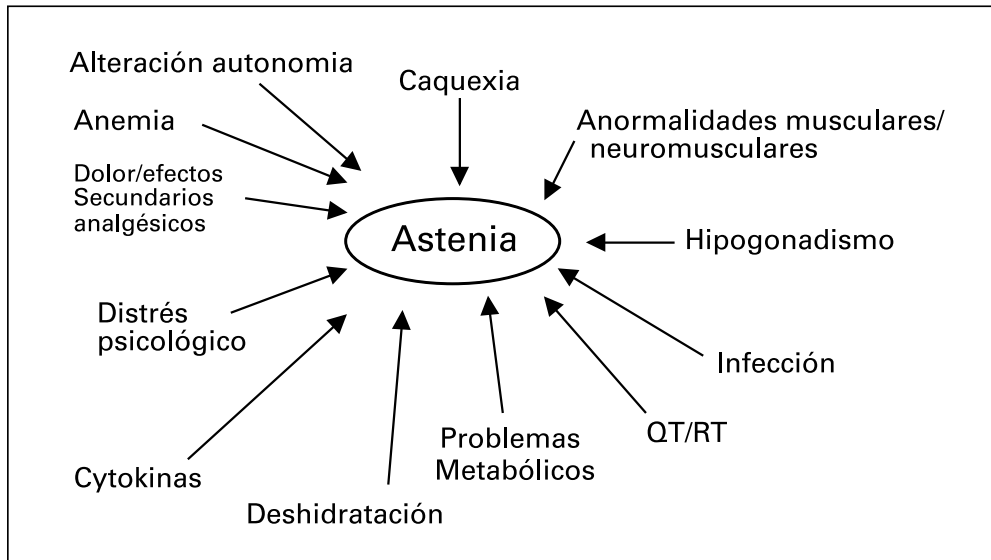 Alteración autonomia
Caquexia
Anemia
Anormalidades musculares/
neuromusculares
Dolor/efectos
Secundarios
analgésicos
Astenia
Hipogonadismo
Distrés
psicológico
Infección
QT/RT
Problemas
Metabólicos
Cytokinas
Deshidratación